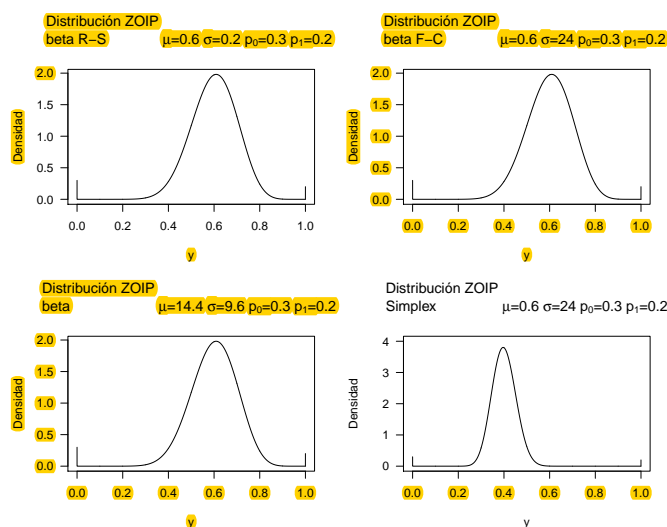 Distribución ZOIP
beta R−S μ=0.6 σ=0.2 p₀=0.3 p₁=0.2
Densidad
2.0
1.5
1.0
0.5
0.0
0.0 0.2 0.4 0.6 0.8 1.0
y
Distribución ZOIP
beta F−C μ=0.6 σ=24 p₀=0.3 p₁=0.2
Densidad
2.0
1.5
1.0
0.5
0.0
0.0 0.2 0.4 0.6 0.8 1.0
y
Distribución ZOIP
beta μ=14.4 σ=9.6 p₀=0.3 p₁=0.2
Densidad
2.0
1.5
1.0
0.5
0.0
0.0 0.2 0.4 0.6 0.8 1.0
y
Distribución ZOIP
Simplex μ=0.6 σ=24 p₀=0.3 p₁=0.2
Densidad
4
3
2
1
0
0.0 0.2 0.4 0.6 0.8 1.0
y